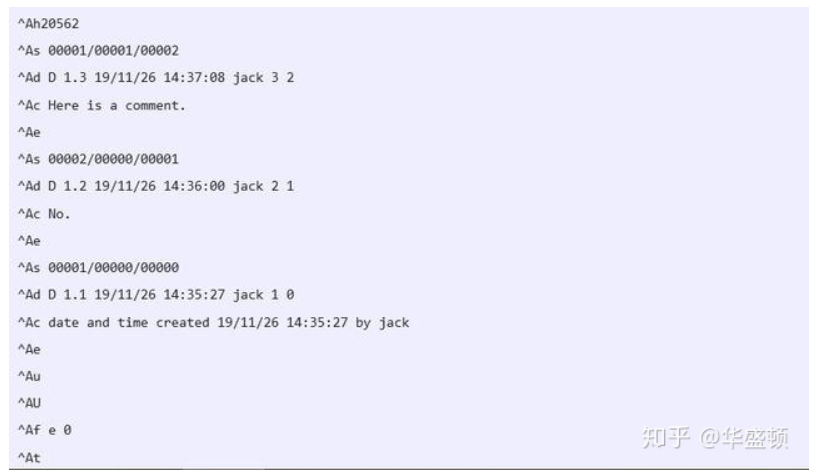 ^Ah20562
^As 00001/00001/00002
^Ad D 1.3 19/11/26 14:37:08 jack 3 2
^Ac Here is a comment.
^Ae
^As 00002/00000/00001
^Ad D 1.2 19/11/26 14:36:00 jack 2 1
^Ac No.
^Ae
^As 00001/00000/00000
^Ad D 1.1 19/11/26 14:35:27 jack 1 0
^Ac date and time created 19/11/26 14:35:27 by jack
^Ae
^Au
^AU
^Af e 0
^At
知乎 @华盛顿